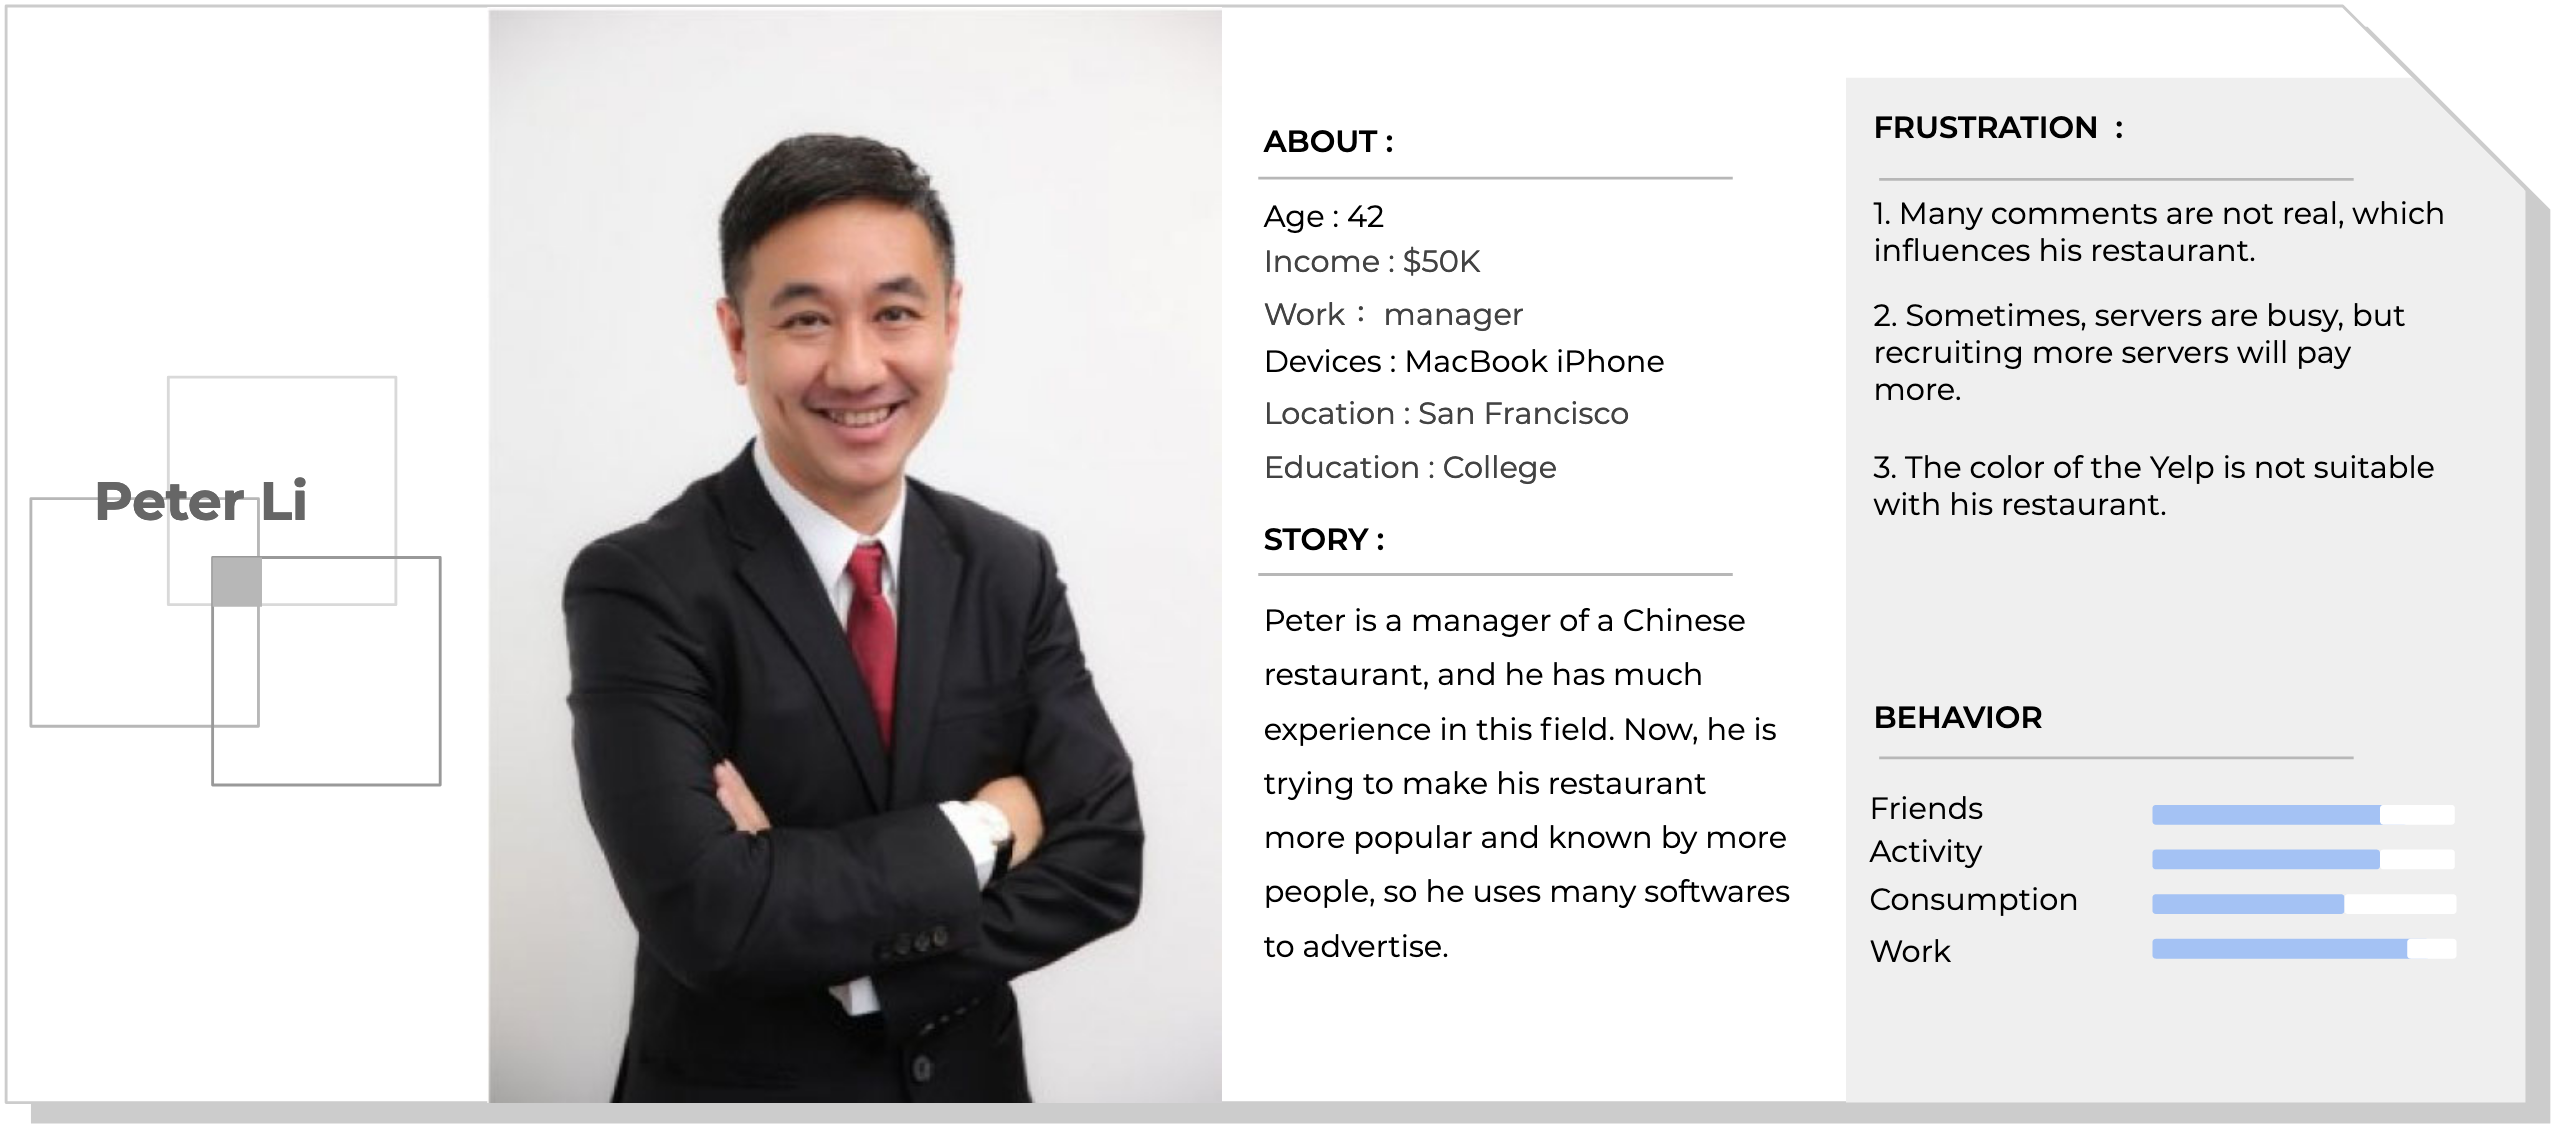 Peter Li
ABOUT :
Age : 42
Income : $50K
Work： manager
Devices : MacBook iPhone
Location : San Francisco
Education : College
STORY :
Peter is a manager of a Chinese
restaurant, and he has much
experience in this field. Now, he is
trying to make his restaurant
more popular and known by more
people, so he uses many softwares
to advertise.
FRUSTRATION :
1. Many comments are not real, which
influences his restaurant.
2. Sometimes, servers are busy, but
recruiting more servers will pay
more.
3. The color of the Yelp is not suitable
with his restaurant.
BEHAVIOR
Friends
Activity
Consumption
Work